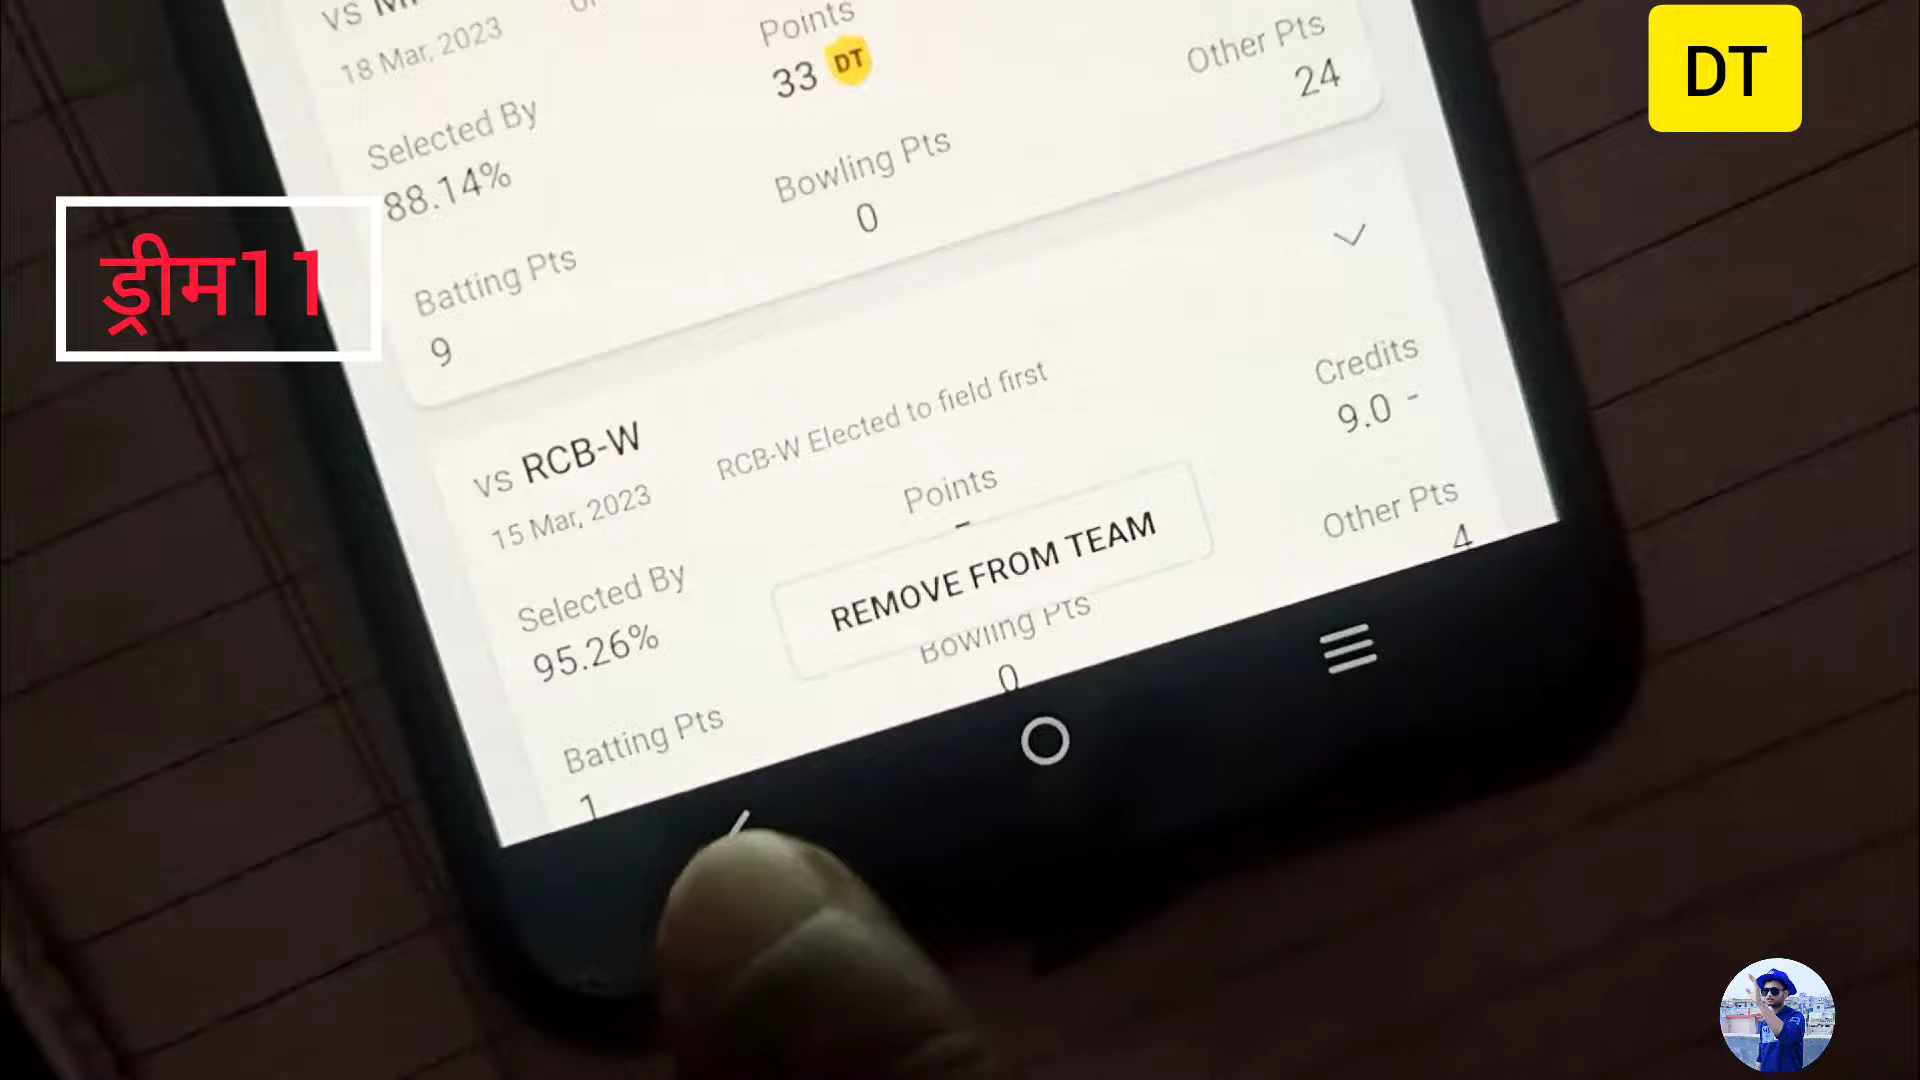 vs
18 Mar, 2023
Points
33 DT
Other Pts
24
Selected By
88.14%
Bowling Pts
0
Batting Pts
9
vs RCB-W
15 Mar, 2023
RCB-W Elected to field first
Credits
9.0 -
Points
-
Other Pts
4
Selected By
95.26%
REMOVE FROM TEAM
Bowling Pts
0
Batting Pts
1
ड्रीम11
DT